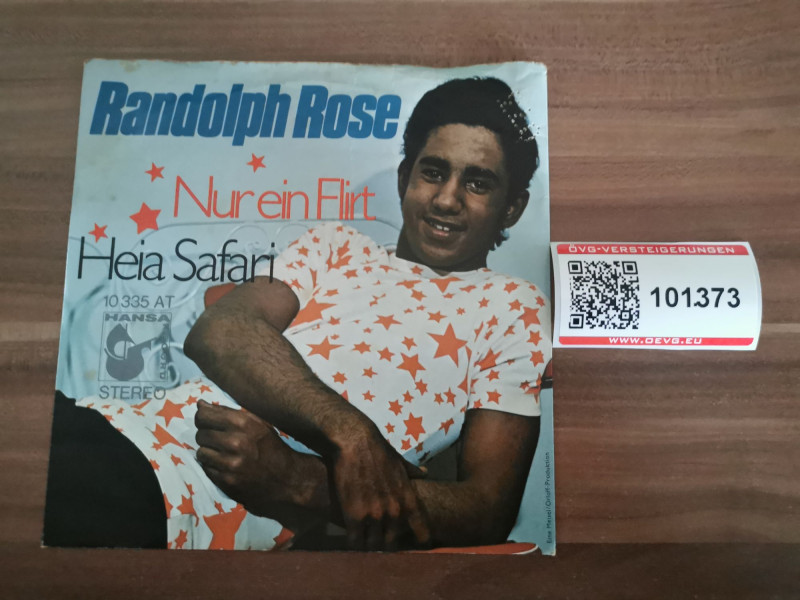 Randolph Rose
Nur ein Flirt
Heia Safari
10 335 AT
HANSA
STEREO
ÖVG-VERSTEIGERUNGEN
101373
WWW.OEVG.EU